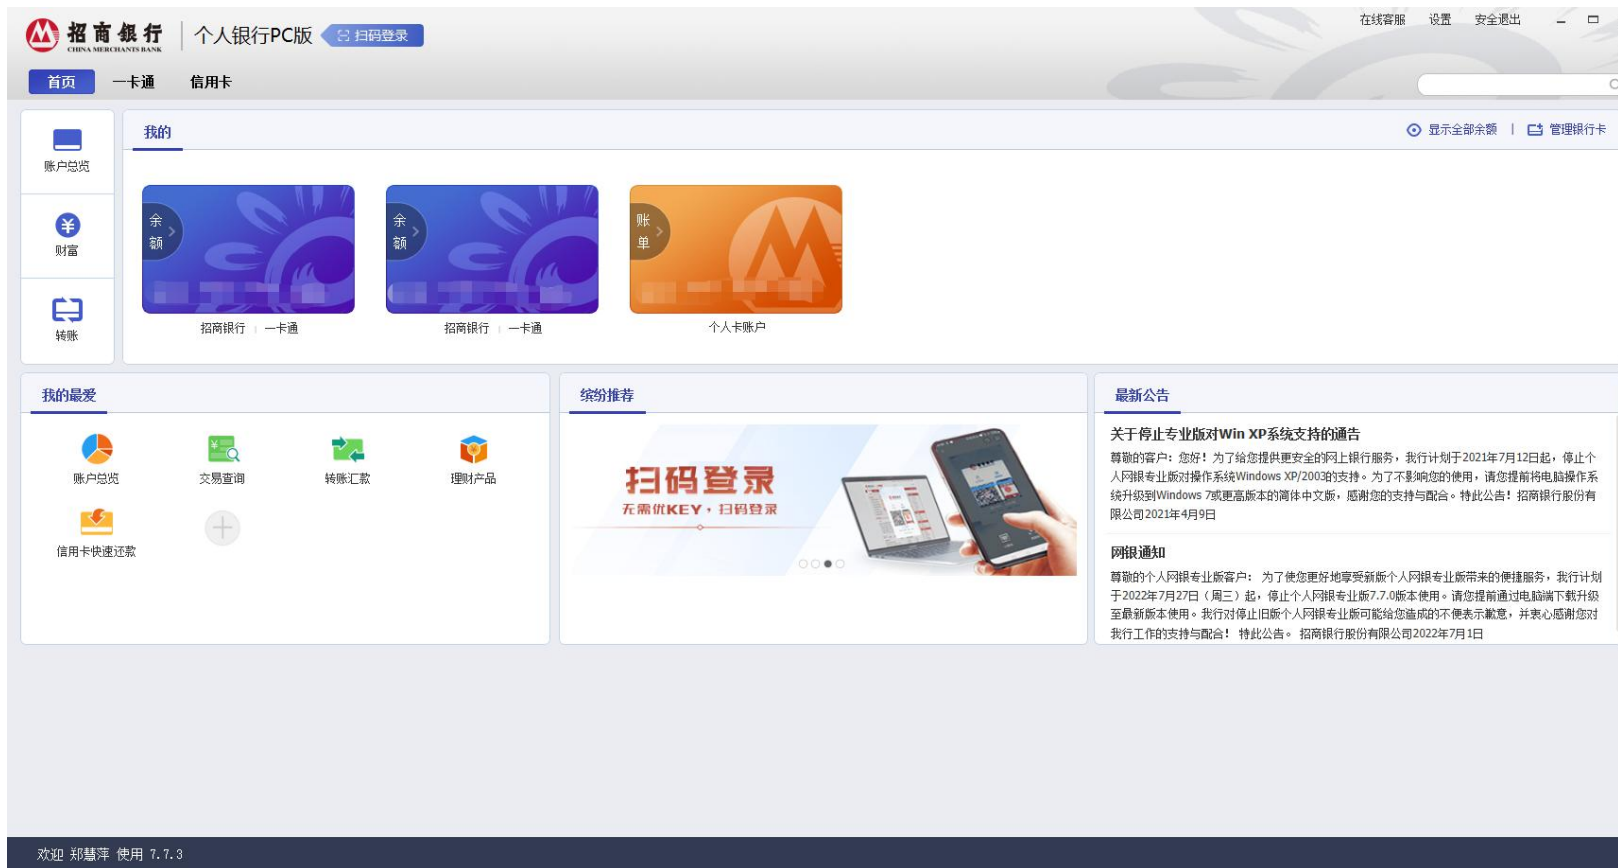 招商银行
CHINA MERCHANTS BANK
个人银行PC版
扫码登录
在线客服 设置 安全退出
首页 一卡通 信用卡
账户总览
财富
转账
我的
显示全部余额 | 管理银行卡
余额
招商银行 | 一卡通
余额
招商银行 | 一卡通
账单
个人卡账户
我的最爱
账户总览 交易查询 转账汇款 理财产品
信用卡快速还款
缤纷推荐
扫码登录
无需优KEY，扫码登录
最新公告
关于停止专业版对Win XP系统支持的通告
尊敬的客户：您好！为了给您提供更安全的网上银行服务，我行计划于2021年7月12日起，停止个
人网银专业版对操作系统Windows XP/2003的支持。为了不影响您的使用，请您提前将电脑操作系
统升级到Windows 7或更高版本的简体中文版，感谢您的支持与配合。特此公告！招商银行股份有
限公司2021年4月9日
网银通知
尊敬的个人网银专业版客户： 为了使您更好地享受新版个人网银专业版带来的便捷服务，我行计划
于2022年7月27日（周三）起，停止个人网银专业版7.7.0版本使用。请您提前通过电脑端下载升级
至最新版本使用。我行对停止旧版个人网银专业版可能给您造成的不便表示歉意，并衷心感谢您对
我行工作的支持与配合！ 特此公告。 招商银行股份有限公司2022年7月1日
欢迎 郑慧萍 使用 7.7.3